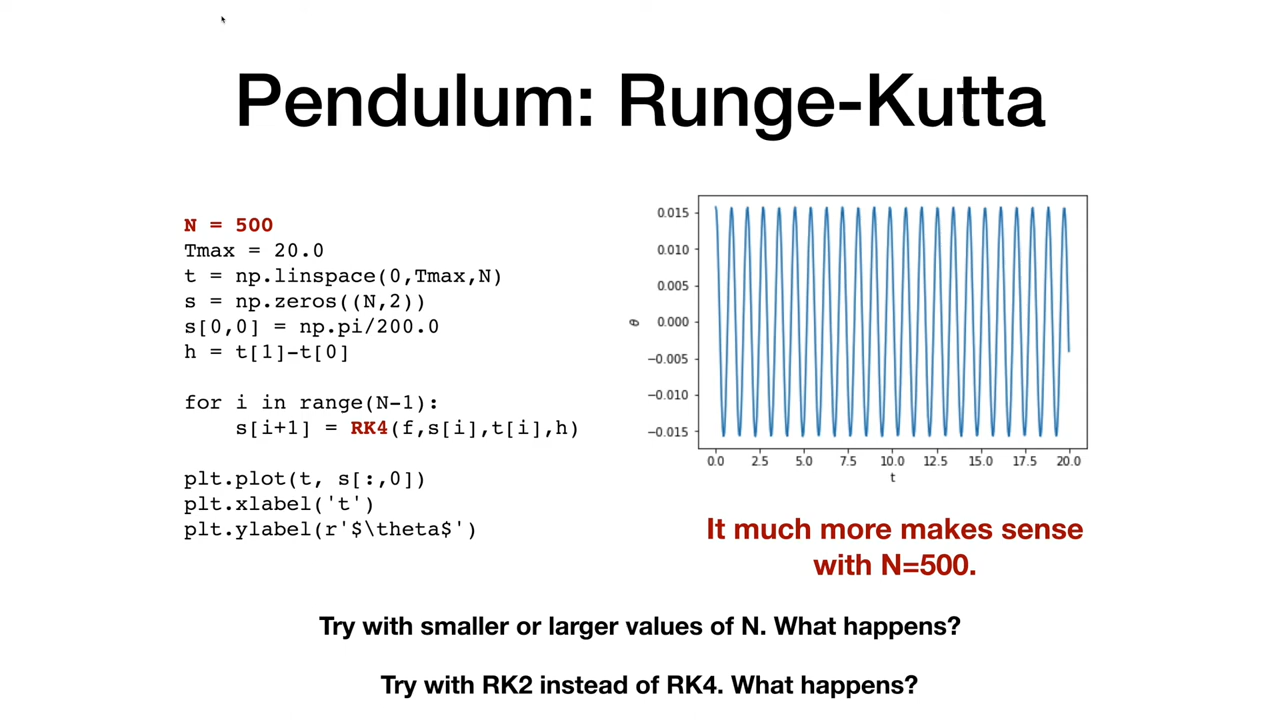 Pendulum: Runge-Kutta
N = 500
Tmax = 20.0
t = np.linspace(0,Tmax,N)
s = np.zeros((N,2))
s[0,0] = np.pi/200.0
h = t[1]-t[0]
for i in range(N-1):
    s[i+1] = RK4(f,s[i],t[i],h)
plt.plot(t, s[:,0])
plt.xlabel('t')
plt.ylabel(r'$\theta$')
0.015
0.010
0.005
0.000
−0.005
−0.010
−0.015
θ
0.0 2.5 5.0 7.5 10.0 12.5 15.0 17.5 20.0
t
It much more makes sense
with N=500.
Try with smaller or larger values of N. What happens?
Try with RK2 instead of RK4. What happens?